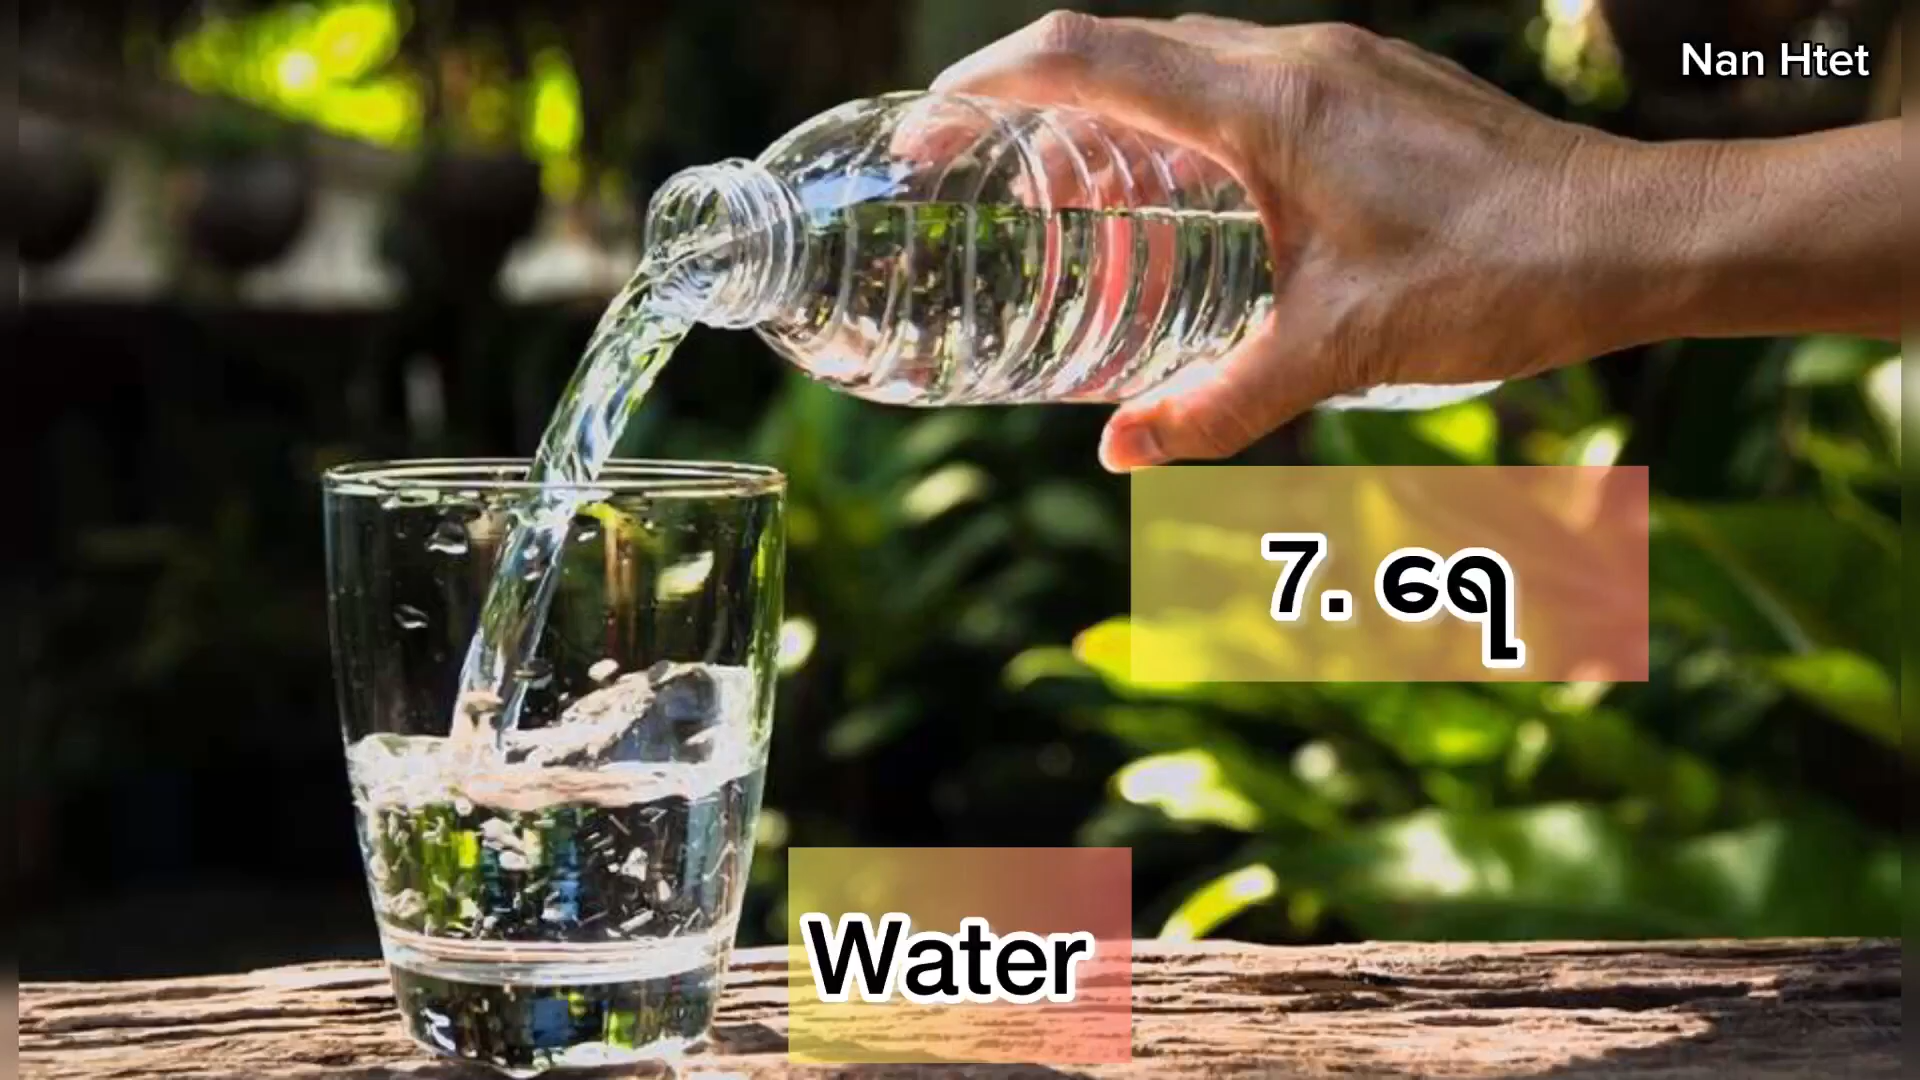 Nan Htet
7. ရေ
Water